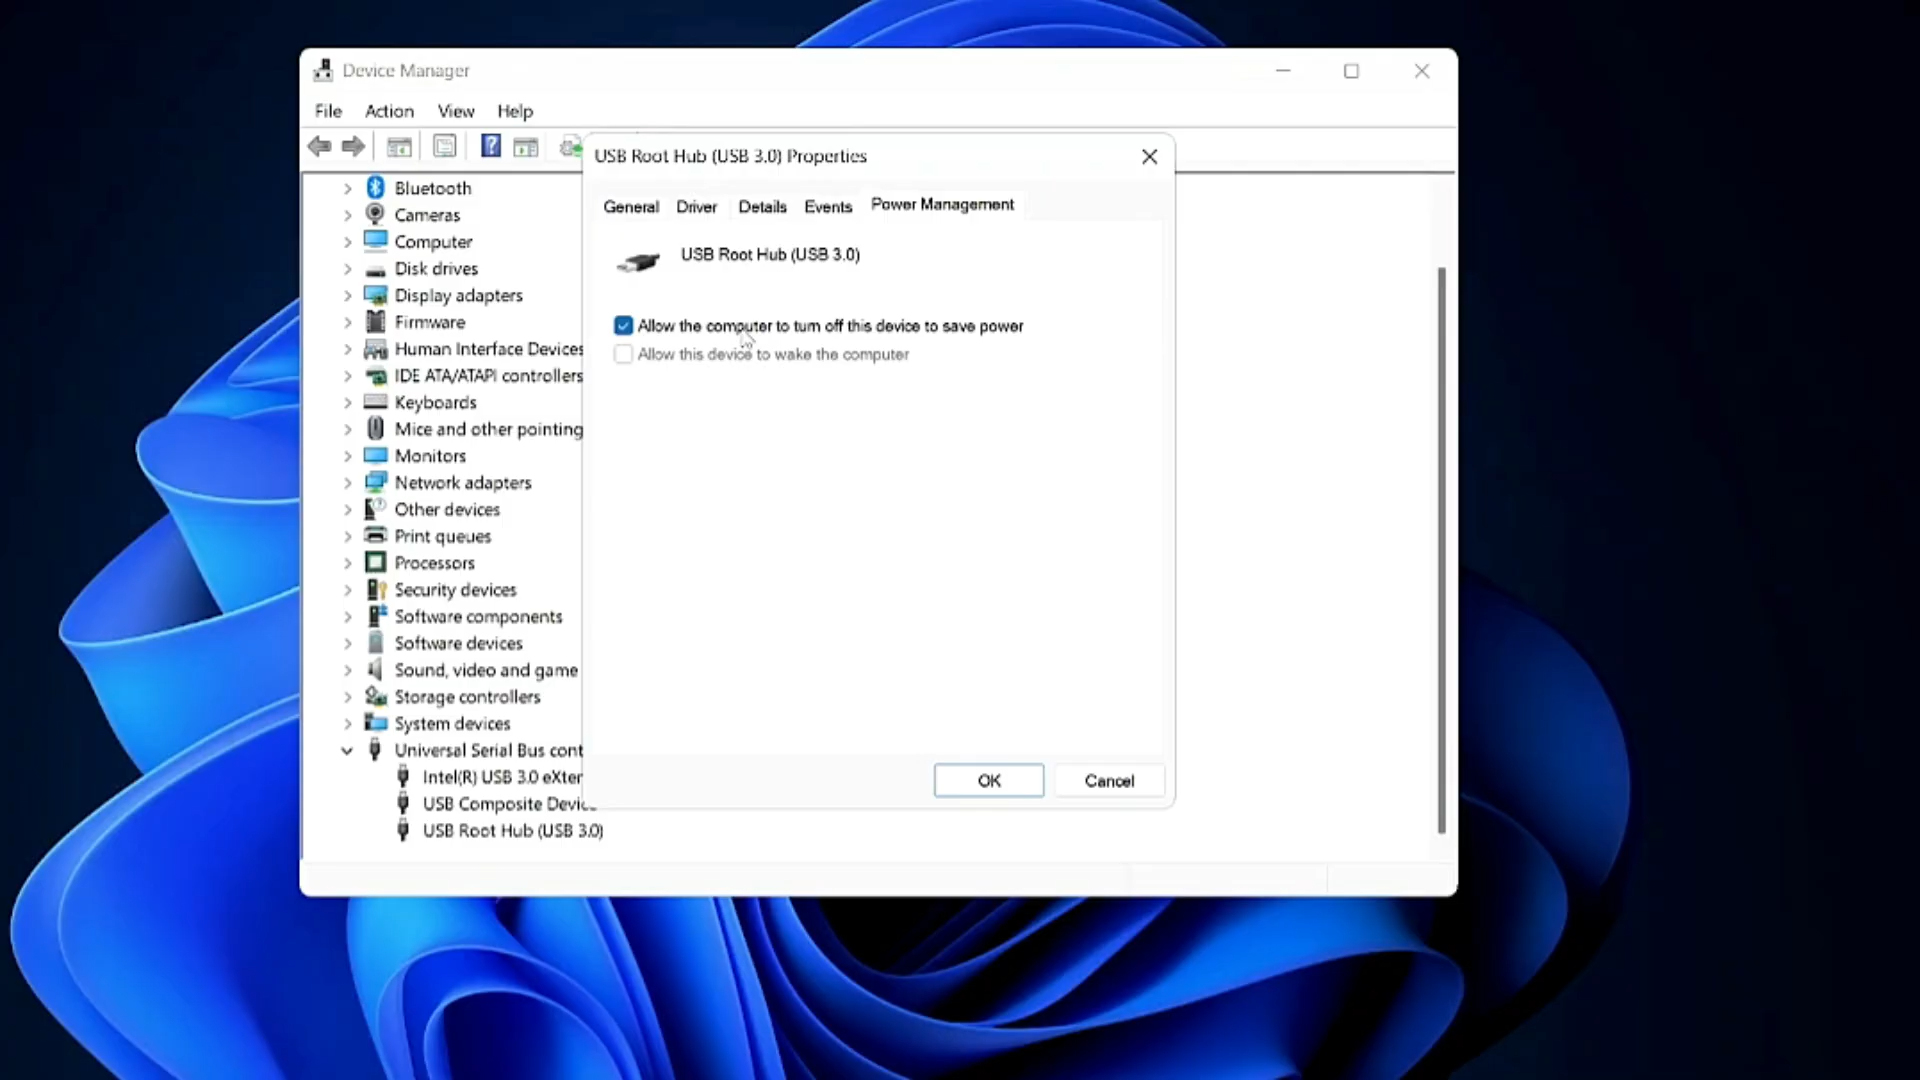 Device Manager
File Action View Help
USB Root Hub (USB 3.0) Properties
General Driver Details Events Power Management
USB Root Hub (USB 3.0)
Allow the computer to turn off this device to save power
Allow this device to wake the computer
OK Cancel
Bluetooth
Cameras
Computer
Disk drives
Display adapters
Firmware
Human Interface Devices
IDE ATA/ATAPI controllers
Keyboards
Mice and other pointing
Monitors
Network adapters
Other devices
Print queues
Processors
Security devices
Software components
Software devices
Sound, video and game
Storage controllers
System devices
Universal Serial Bus cont
Intel(R) USB 3.0 eXten
USB Composite Device
USB Root Hub (USB 3.0)